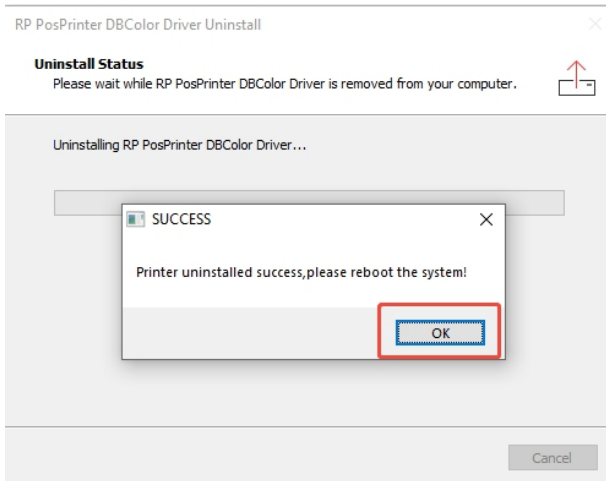 RP PosPrinter DBColor Driver Uninstall
Uninstall Status
Please wait while RP PosPrinter DBColor Driver is removed from your computer.
Uninstalling RP PosPrinter DBColor Driver...
SUCCESS
Printer uninstalled success,please reboot the system!
OK
Cancel